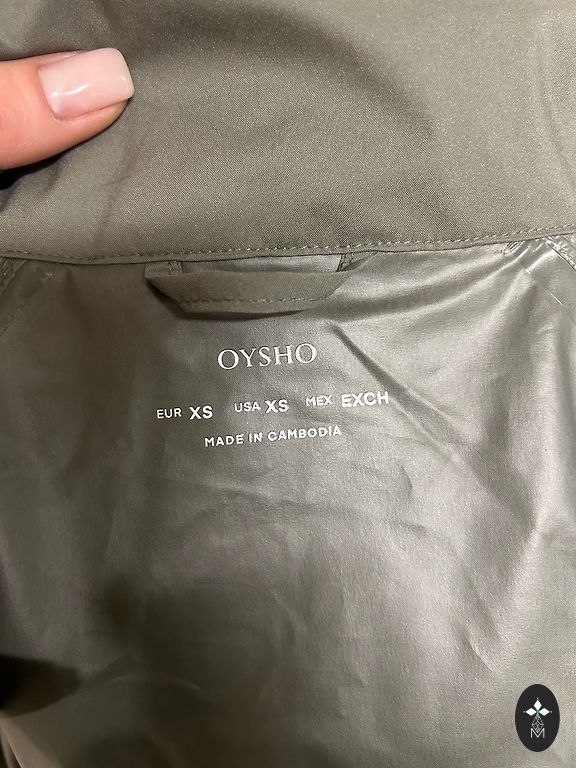 OYSHO
EUR XS USA XS MEX EXCH
MADE IN CAMBODIA
M